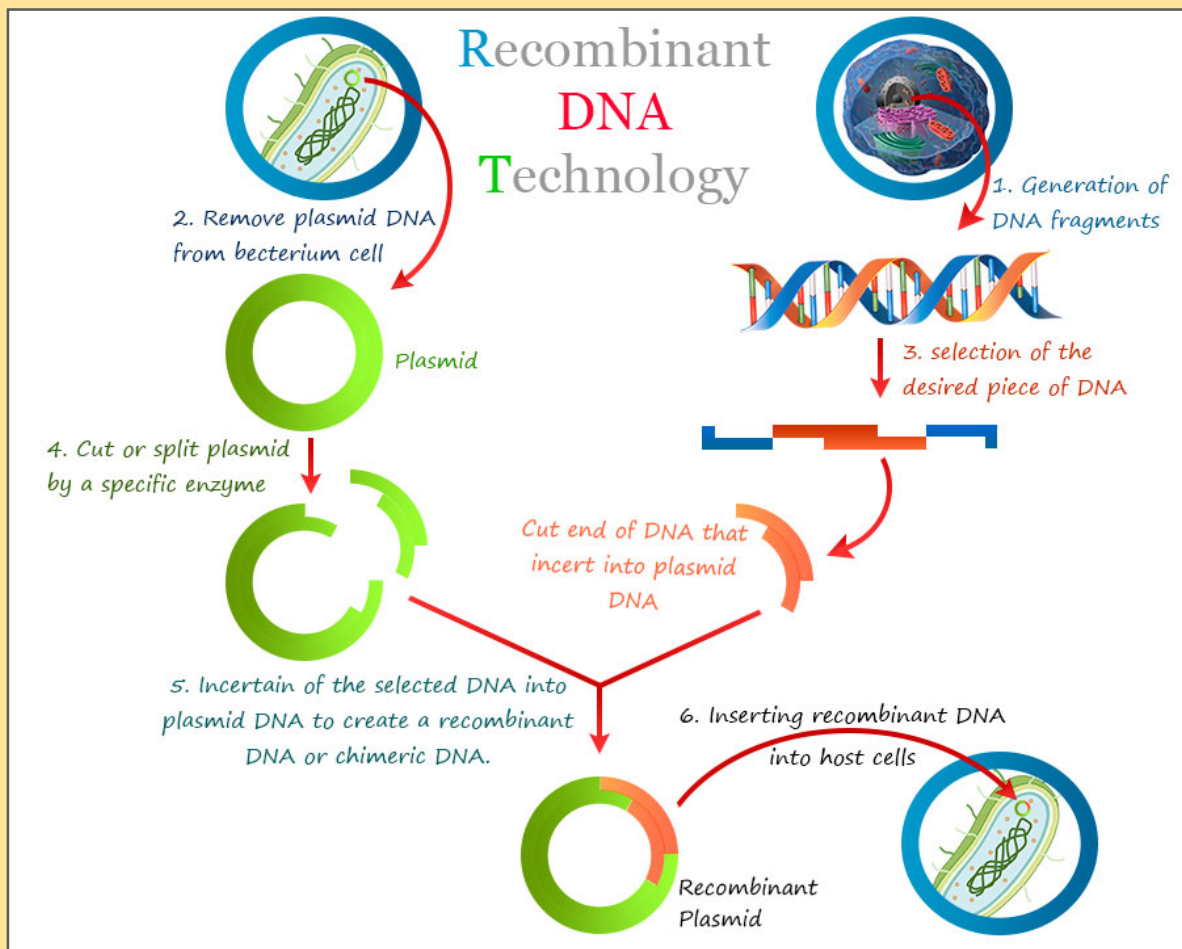 Recombinant
DNA
Technology
1. Generation of
DNA fragments
2. Remove plasmid DNA
from becterium cell
Plasmid
3. selection of the
desired piece of DNA
4. Cut or split plasmid
by a specific enzyme
Cut end of DNA that
incert into plasmid
DNA
5. Incertain of the selected DNA into
plasmid DNA to create a recombinant
DNA or chimeric DNA.
6. Inserting recombinant DNA
into host cells
Recombinant
Plasmid